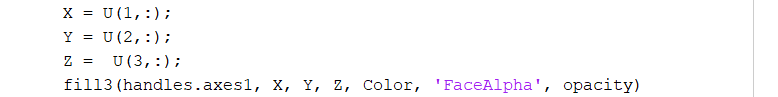 X = U(1,:);
Y = U(2,:);
Z =  U(3,:);
fill3(handles.axes1, X, Y, Z, Color, 'FaceAlpha', opacity)